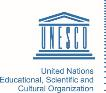 UNESCO
United Nations
Educational, Scientific and
Cultural Organization